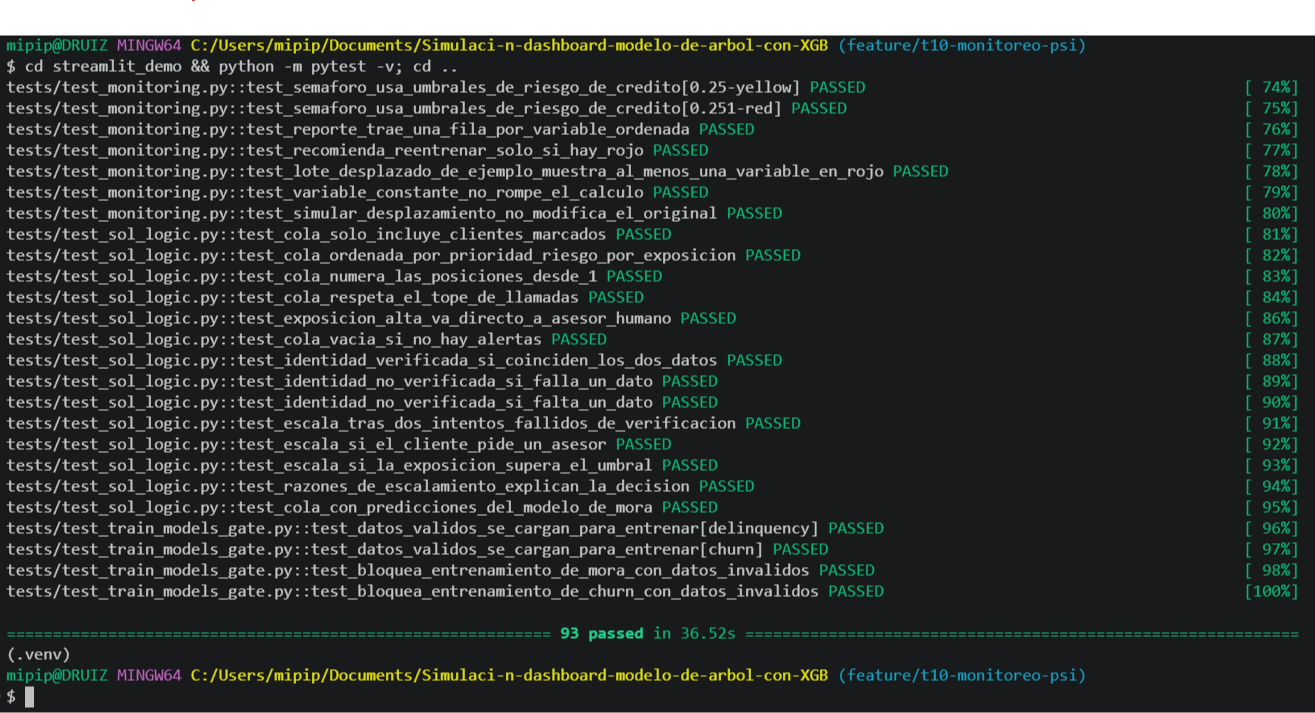 mipip@DRUIZ MINGW64 C:/Users/mipip/Documents/Simulaci-n-dashboard-modelo-de-arbol-con-XGB (feature/t10-monitoreo-psi)
$ cd streamlit_demo && python -m pytest -v; cd ..
tests/test_monitoring.py::test_semaforo_usa_umbrales_de_riesgo_de_credito[0.25-yellow] PASSED [ 74%]
tests/test_monitoring.py::test_semaforo_usa_umbrales_de_riesgo_de_credito[0.251-red] PASSED [ 75%]
tests/test_monitoring.py::test_reporte_trae_una_fila_por_variable_ordenada PASSED [ 76%]
tests/test_monitoring.py::test_recomienda_reentrenar_solo_si_hay_rojo PASSED [ 77%]
tests/test_monitoring.py::test_lote_desplazado_de_ejemplo_muestra_al_menos_una_variable_en_rojo PASSED [ 78%]
tests/test_monitoring.py::test_variable_constante_no_rompe_el_calculo PASSED [ 79%]
tests/test_monitoring.py::test_simular_desplazamiento_no_modifica_el_original PASSED [ 80%]
tests/test_sol_logic.py::test_cola_solo_incluye_clientes_marcados PASSED [ 81%]
tests/test_sol_logic.py::test_cola_ordenada_por_prioridad_riesgo_por_exposicion PASSED [ 82%]
tests/test_sol_logic.py::test_cola_numera_las_posiciones_desde_1 PASSED [ 83%]
tests/test_sol_logic.py::test_cola_respeta_el_tope_de_llamadas PASSED [ 84%]
tests/test_sol_logic.py::test_exposicion_alta_va_directo_a_asesor_humano PASSED [ 86%]
tests/test_sol_logic.py::test_cola_vacia_si_no_hay_alertas PASSED [ 87%]
tests/test_sol_logic.py::test_identidad_verificada_si_coinciden_los_dos_datos PASSED [ 88%]
tests/test_sol_logic.py::test_identidad_no_verificada_si_falla_un_dato PASSED [ 89%]
tests/test_sol_logic.py::test_identidad_no_verificada_si_falta_un_dato PASSED [ 90%]
tests/test_sol_logic.py::test_escala_tras_dos_intentos_fallidos_de_verificacion PASSED [ 91%]
tests/test_sol_logic.py::test_escala_si_el_cliente_pide_un_asesor PASSED [ 92%]
tests/test_sol_logic.py::test_escala_si_la_exposicion_supera_el_umbral PASSED [ 93%]
tests/test_sol_logic.py::test_razones_de_escalamiento_explican_la_decision PASSED [ 94%]
tests/test_sol_logic.py::test_cola_con_predicciones_del_modelo_de_mora PASSED [ 95%]
tests/test_train_models_gate.py::test_datos_validos_se_cargan_para_entrenar[delinquency] PASSED [ 96%]
tests/test_train_models_gate.py::test_datos_validos_se_cargan_para_entrenar[churn] PASSED [ 97%]
tests/test_train_models_gate.py::test_bloquea_entrenamiento_de_mora_con_datos_invalidos PASSED [ 98%]
tests/test_train_models_gate.py::test_bloquea_entrenamiento_de_churn_con_datos_invalidos PASSED [100%]
=========================================================== 93 passed in 36.52s ============================================================
(.venv)
mipip@DRUIZ MINGW64 C:/Users/mipip/Documents/Simulaci-n-dashboard-modelo-de-arbol-con-XGB (feature/t10-monitoreo-psi)
$